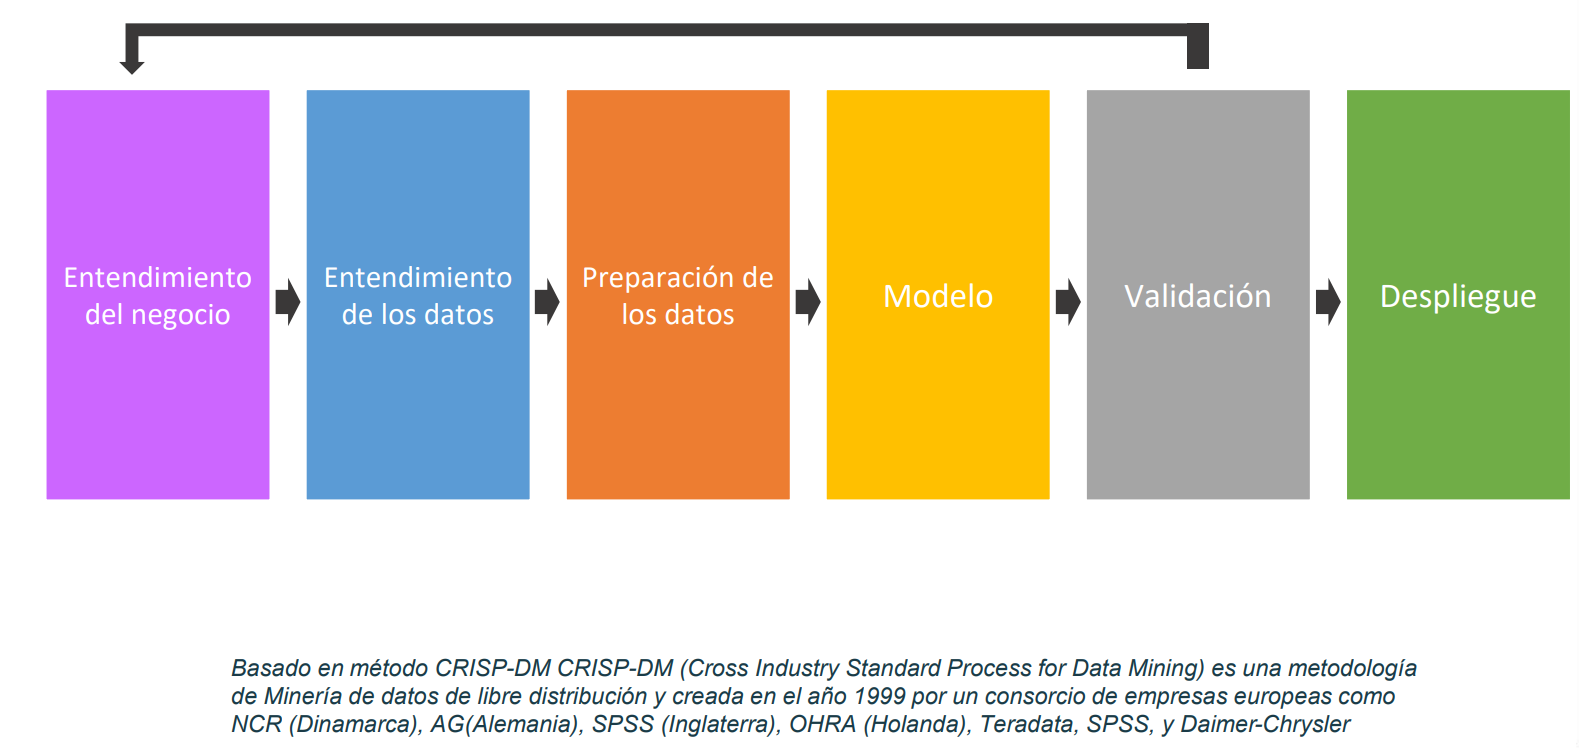 Entendimiento
del negocio
Entendimiento
de los datos
Preparación de
los datos
Modelo
Validación
Despliegue
Basado en método CRISP-DM CRISP-DM (Cross Industry Standard Process for Data Mining) es una metodología
de Minería de datos de libre distribución y creada en el año 1999 por un consorcio de empresas europeas como
NCR (Dinamarca), AG(Alemania), SPSS (Inglaterra), OHRA (Holanda), Teradata, SPSS, y Daimer-Chrysler